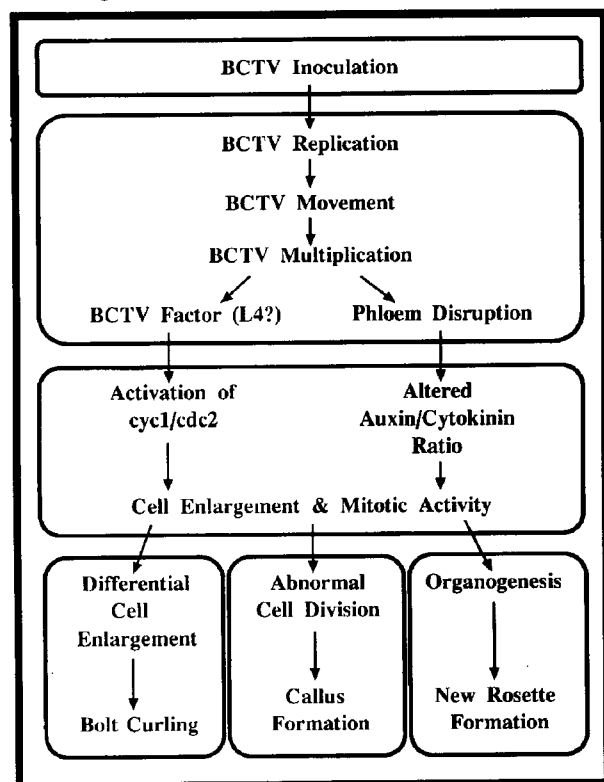 BCTV Inoculation
BCTV Replication
BCTV Movement
BCTV Multiplication
BCTV Factor (L4?)
Phloem Disruption
Activation of
cyc1/cdc2
Altered
Auxin/Cytokinin
Ratio
Cell Enlargement & Mitotic Activity
Differential
Cell
Enlargement
Bolt Curling
Abnormal
Cell Division
Callus
Formation
Organogenesis
New Rosette
Formation